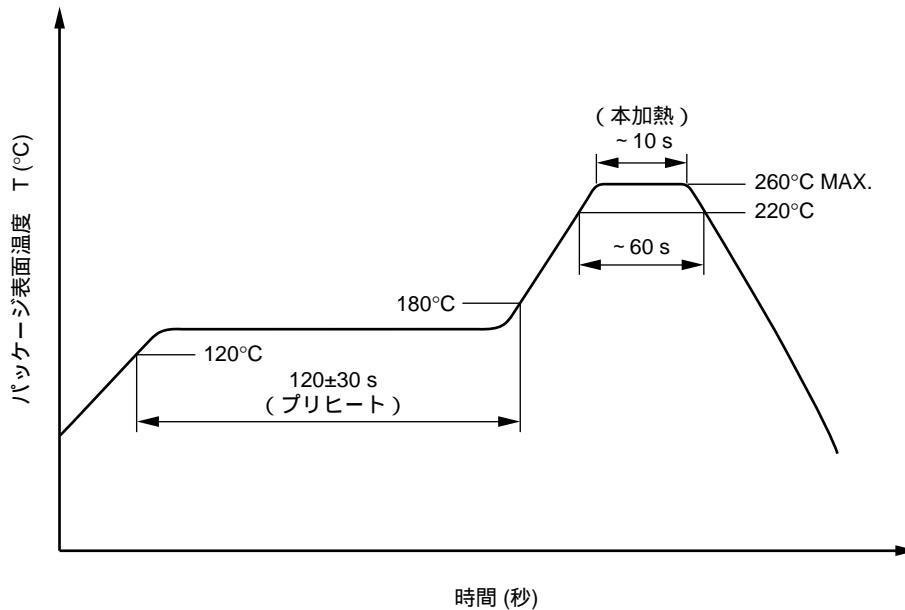 パッケージ表面温度 T (°C)
( 本加熱 )
~ 10 s
260°C MAX.
220°C
~ 60 s
180°C
120°C
120±30 s
( プリヒート )
時間 (秒)